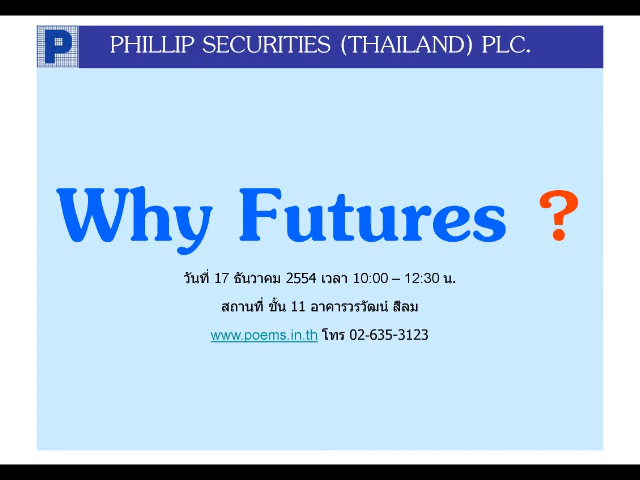 P
PHILLIP SECURITIES (THAILAND) PLC.
Why Futures ?
วันที่ 17 ธันวาคม 2554 เวลา 10:00 – 12:30 น.
สถานที่ ชั้น 11 อาคารวรวัฒน์ สีลม
www.poems.in.th โทร 02-635-3123